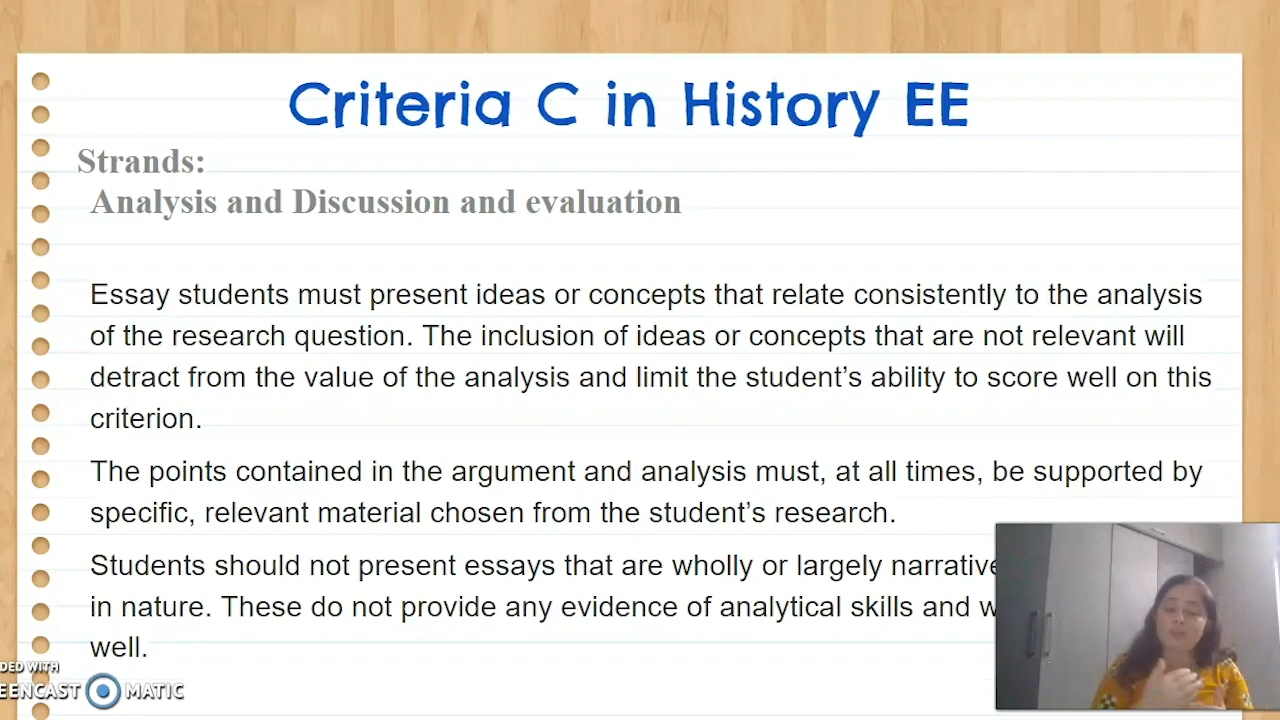 Criteria C in History EE
Strands:
Analysis and Discussion and evaluation
Essay students must present ideas or concepts that relate consistently to the analysis
of the research question. The inclusion of ideas or concepts that are not relevant will
detract from the value of the analysis and limit the student’s ability to score well on this
criterion.
The points contained in the argument and analysis must, at all times, be supported by
specific, relevant material chosen from the student’s research.
Students should not present essays that are wholly or largely narrative
in nature. These do not provide any evidence of analytical skills and
well.
WITH
MATIC